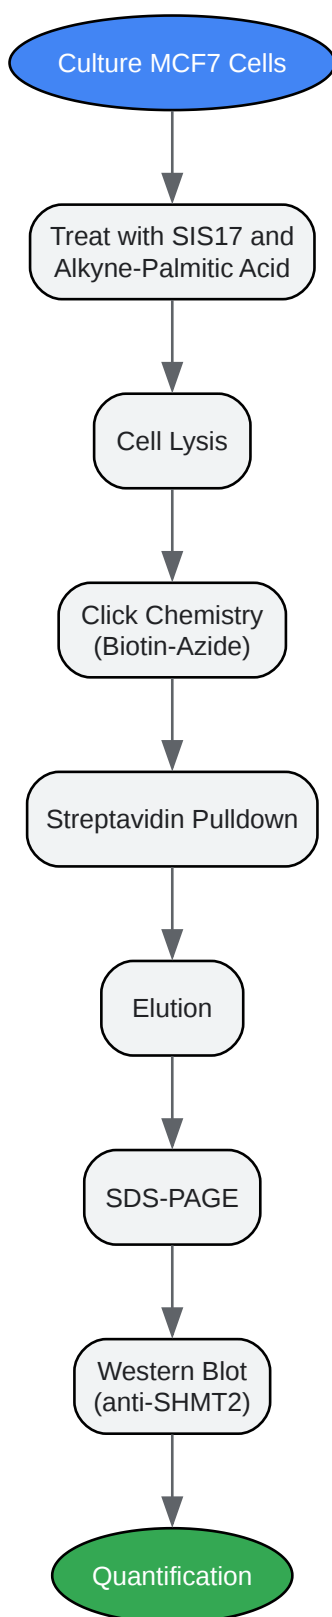 Culture MCF7 Cells
Treat with SIS17 and
Alkyne-Palmitic Acid
Cell Lysis
Click Chemistry
(Biotin-Azide)
Streptavidin Pulldown
Elution
SDS-PAGE
Western Blot
(anti-SHMT2)
Quantification